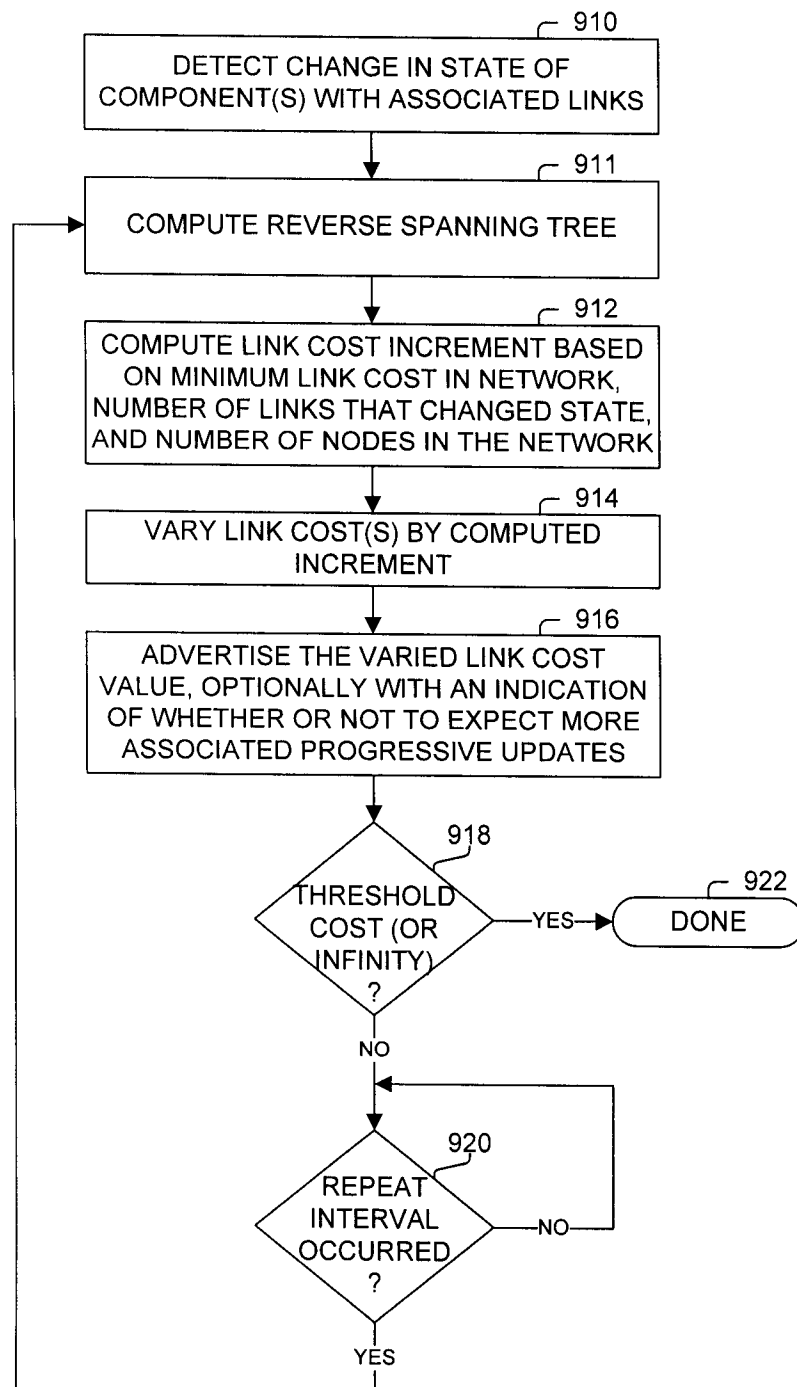 910
DETECT CHANGE IN STATE OF
COMPONENT(S) WITH ASSOCIATED LINKS
911
COMPUTE REVERSE SPANNING TREE
912
COMPUTE LINK COST INCREMENT BASED
ON MINIMUM LINK COST IN NETWORK,
NUMBER OF LINKS THAT CHANGED STATE,
AND NUMBER OF NODES IN THE NETWORK
914
VARY LINK COST(S) BY COMPUTED
INCREMENT
916
ADVERTISE THE VARIED LINK COST
VALUE, OPTIONALLY WITH AN INDICATION
OF WHETHER OR NOT TO EXPECT MORE
ASSOCIATED PROGRESSIVE UPDATES
918
THRESHOLD
COST (OR
INFINITY)
?
YES
922
DONE
NO
920
REPEAT
INTERVAL
OCCURRED
?
NO
YES